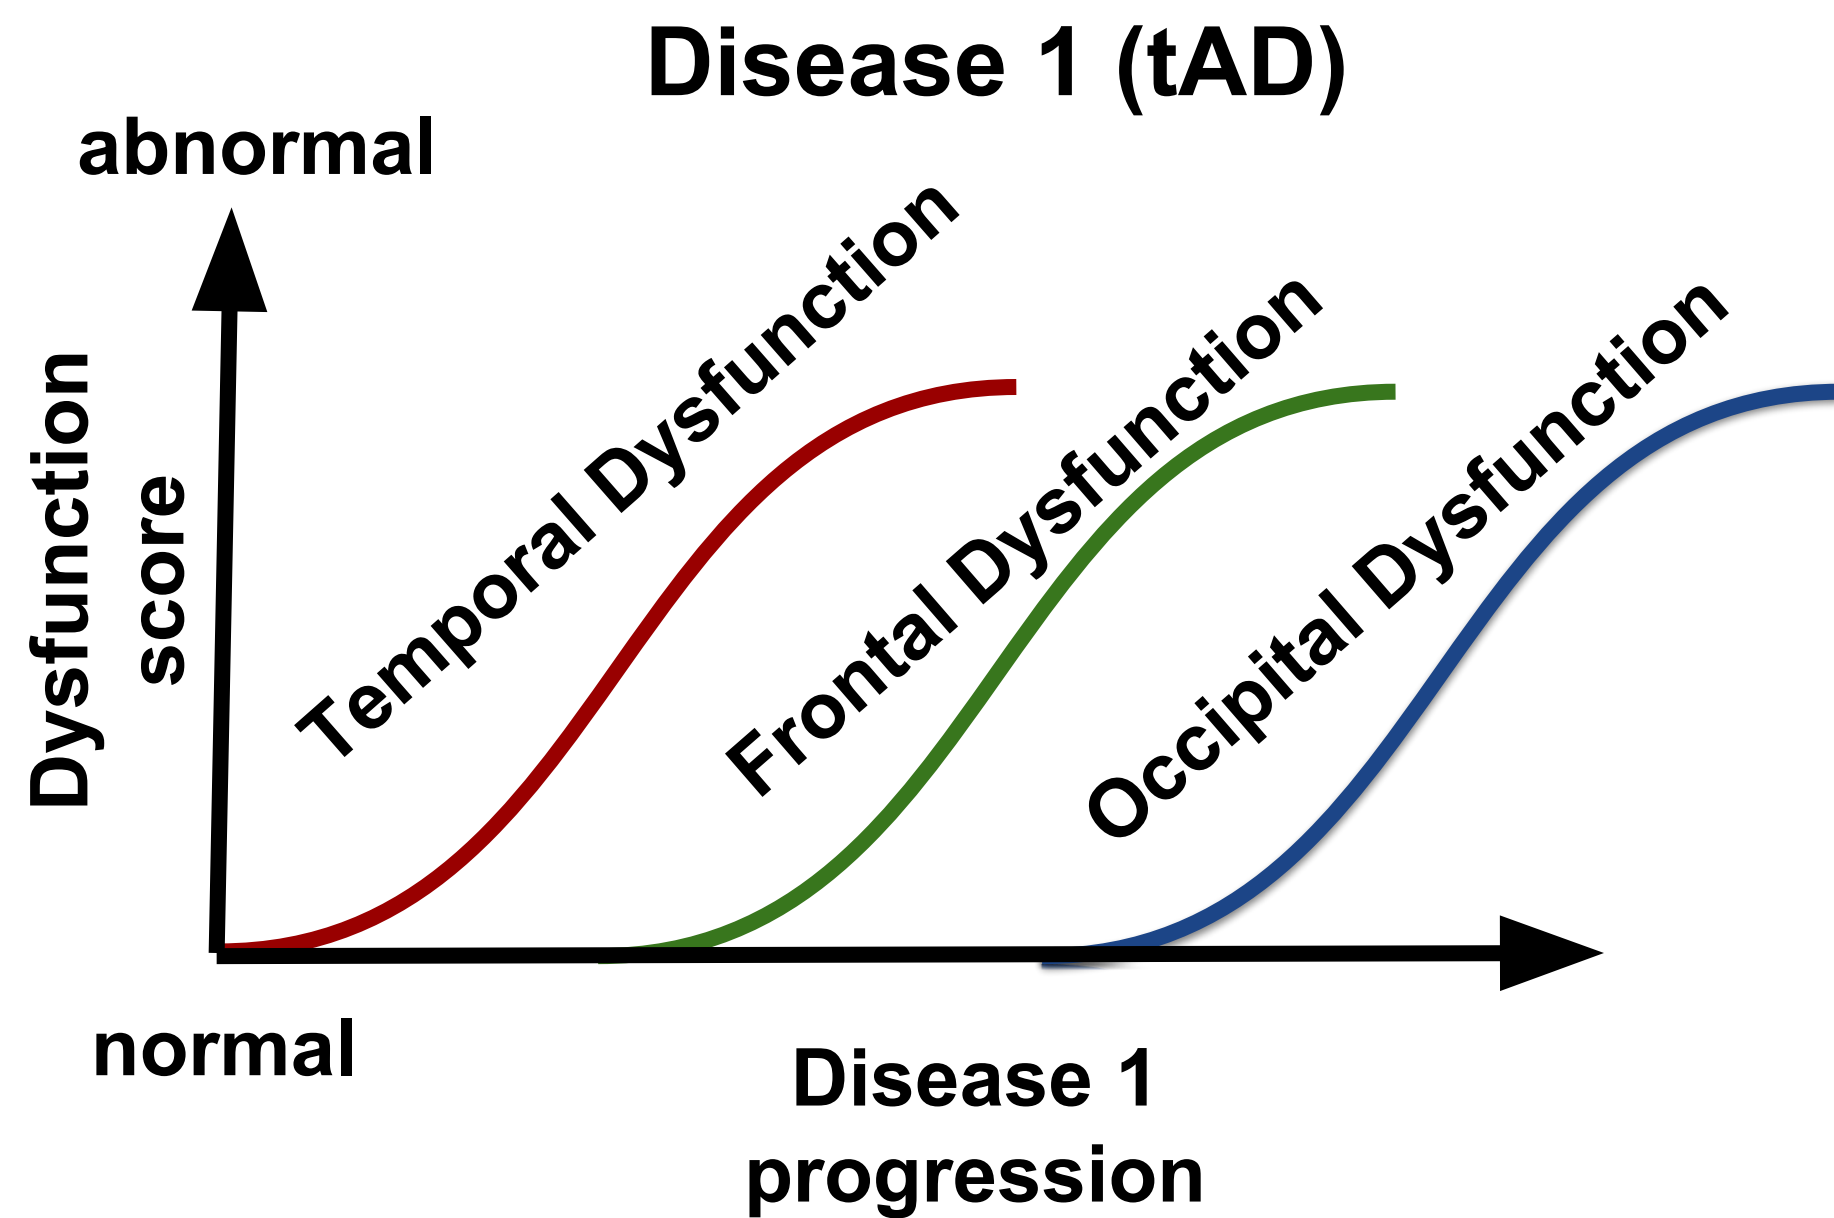 Disease 1 (tAD)
abnormal
Dysfunction
score
Temporal Dysfunction
Frontal Dysfunction
Occipital Dysfunction
normal
Disease 1
progression